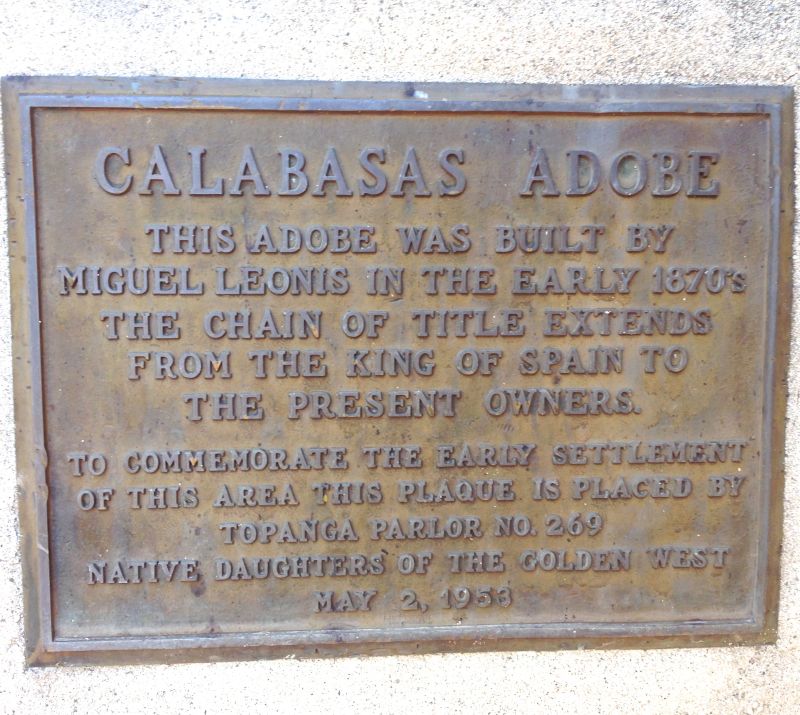 CALABASAS ADOBE
THIS ADOBE WAS BUILT BY
MIGUEL LEONIS IN THE EARLY 1870's
THE CHAIN OF TITLE EXTENDS
FROM THE KING OF SPAIN TO
THE PRESENT OWNERS.
TO COMMEMORATE THE EARLY SETTLEMENT
OF THIS AREA THIS PLAQUE IS PLACED BY
TOPANGA PARLOR NO. 269
NATIVE DAUGHTERS OF THE GOLDEN WEST
MAY 2, 1953